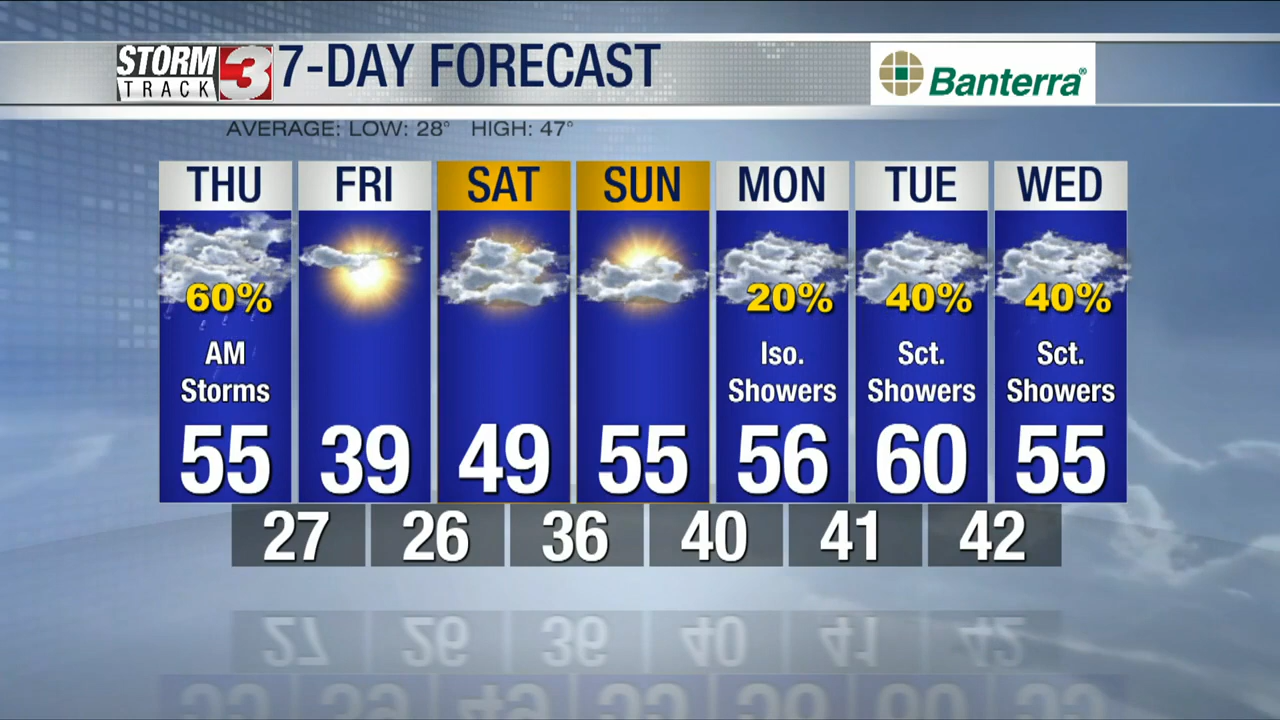 STORM
TRACK
3
7-DAY FORECAST
Banterra®
AVERAGE: LOW: 28° HIGH: 47°
THU FRI SAT SUN MON TUE WED
60% 20% 40% 40%
AM Iso. Sct. Sct.
Storms Showers Showers Showers
55 39 49 55 56 60 55
27 26 36 40 41 42